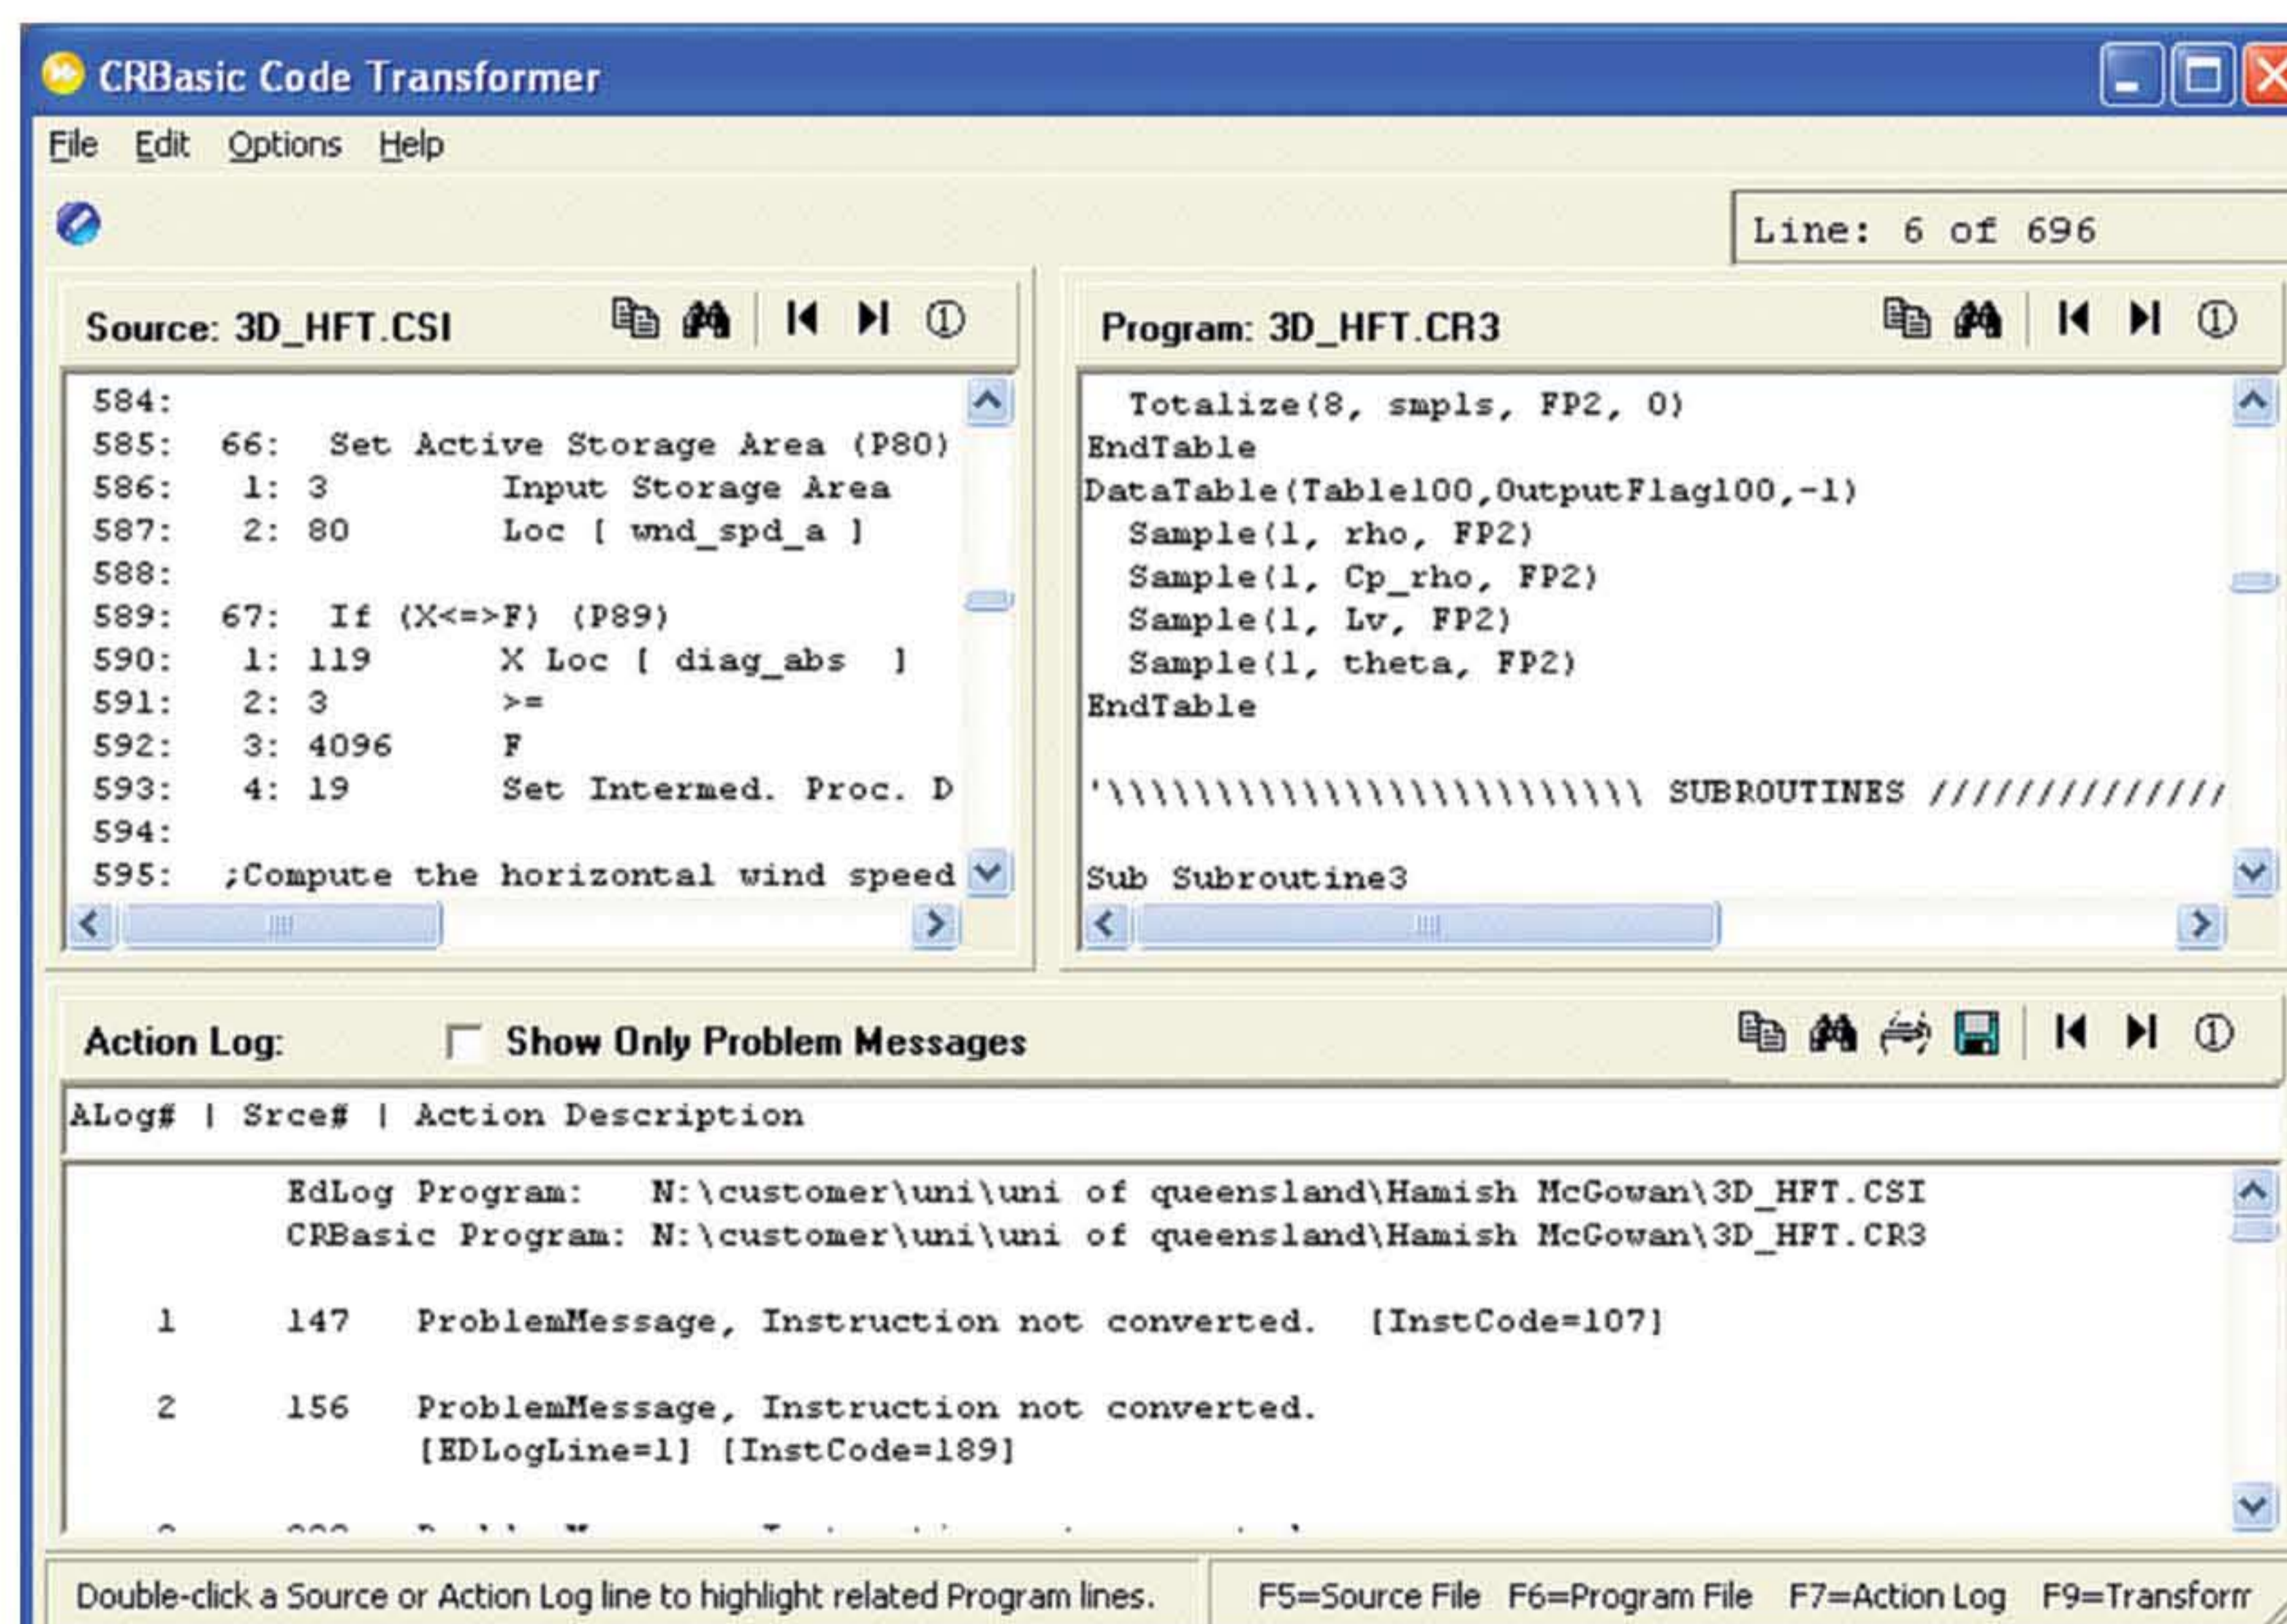 CRBasic Code Transformer
File Edit Options Help
Line: 6 of 696
Source: 3D_HFT.CSI
584:
585: 66: Set Active Storage Area (P80)
586: 1: 3 Input Storage Area
587: 2: 80 Loc [ wnd_spd_a ]
588:
589: 67: If (X<=>F) (P89)
590: 1: 119 X Loc [ diag_abs ]
591: 2: 3 >=
592: 3: 4096 F
593: 4: 19 Set Intermed. Proc. D
594:
595: ;Compute the horizontal wind speed
Program: 3D_HFT.CR3
Totalize(8, smpls, FP2, 0)
EndTable
DataTable(Table100,OutputFlag100,-1)
Sample(1, rho, FP2)
Sample(1, Cp_rho, FP2)
Sample(1, Lv, FP2)
Sample(1, theta, FP2)
EndTable
'\\\\\\\\\\\\\\\\\\\\\\\\\ SUBROUTINES //////////////
Sub Subroutine3
Action Log: Show Only Problem Messages
ALog# | Srce# | Action Description
EdLog Program: N:\customer\uni\uni of queensland\Hamish McGowan\3D_HFT.CSI
CRBasic Program: N:\customer\uni\uni of queensland\Hamish McGowan\3D_HFT.CR3
1 147 ProblemMessage, Instruction not converted. [InstCode=107]
2 156 ProblemMessage, Instruction not converted.
[EDLogLine=1] [InstCode=189]
Double-click a Source or Action Log line to highlight related Program lines.
F5=Source File F6=Program File F7=Action Log F9=Transform